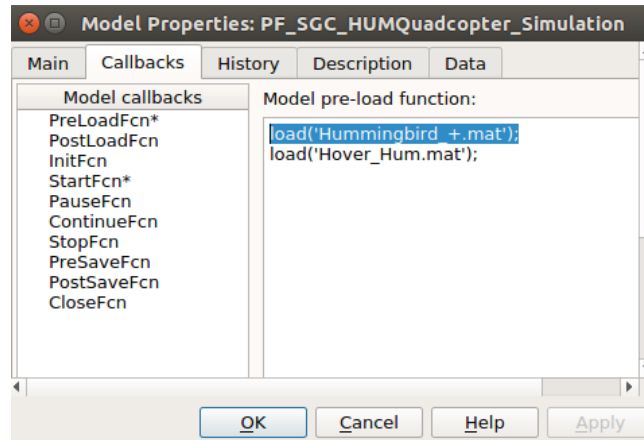 Model Properties: PF_SGC_HUMQuadcopter_Simulation
Main Callbacks History Description Data
Model callbacks
PreLoadFcn*
PostLoadFcn
InitFcn
StartFcn*
PauseFcn
ContinueFcn
StopFcn
PreSaveFcn
PostSaveFcn
CloseFcn
Model pre-load function:
load('Hummingbird_+.mat');
load('Hover_Hum.mat');
OK Cancel Help Apply